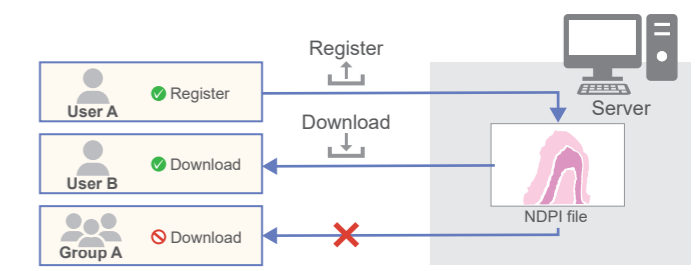 Register
Server
User A
Register
Download
User B
Download
NDPI file
Group A
Download